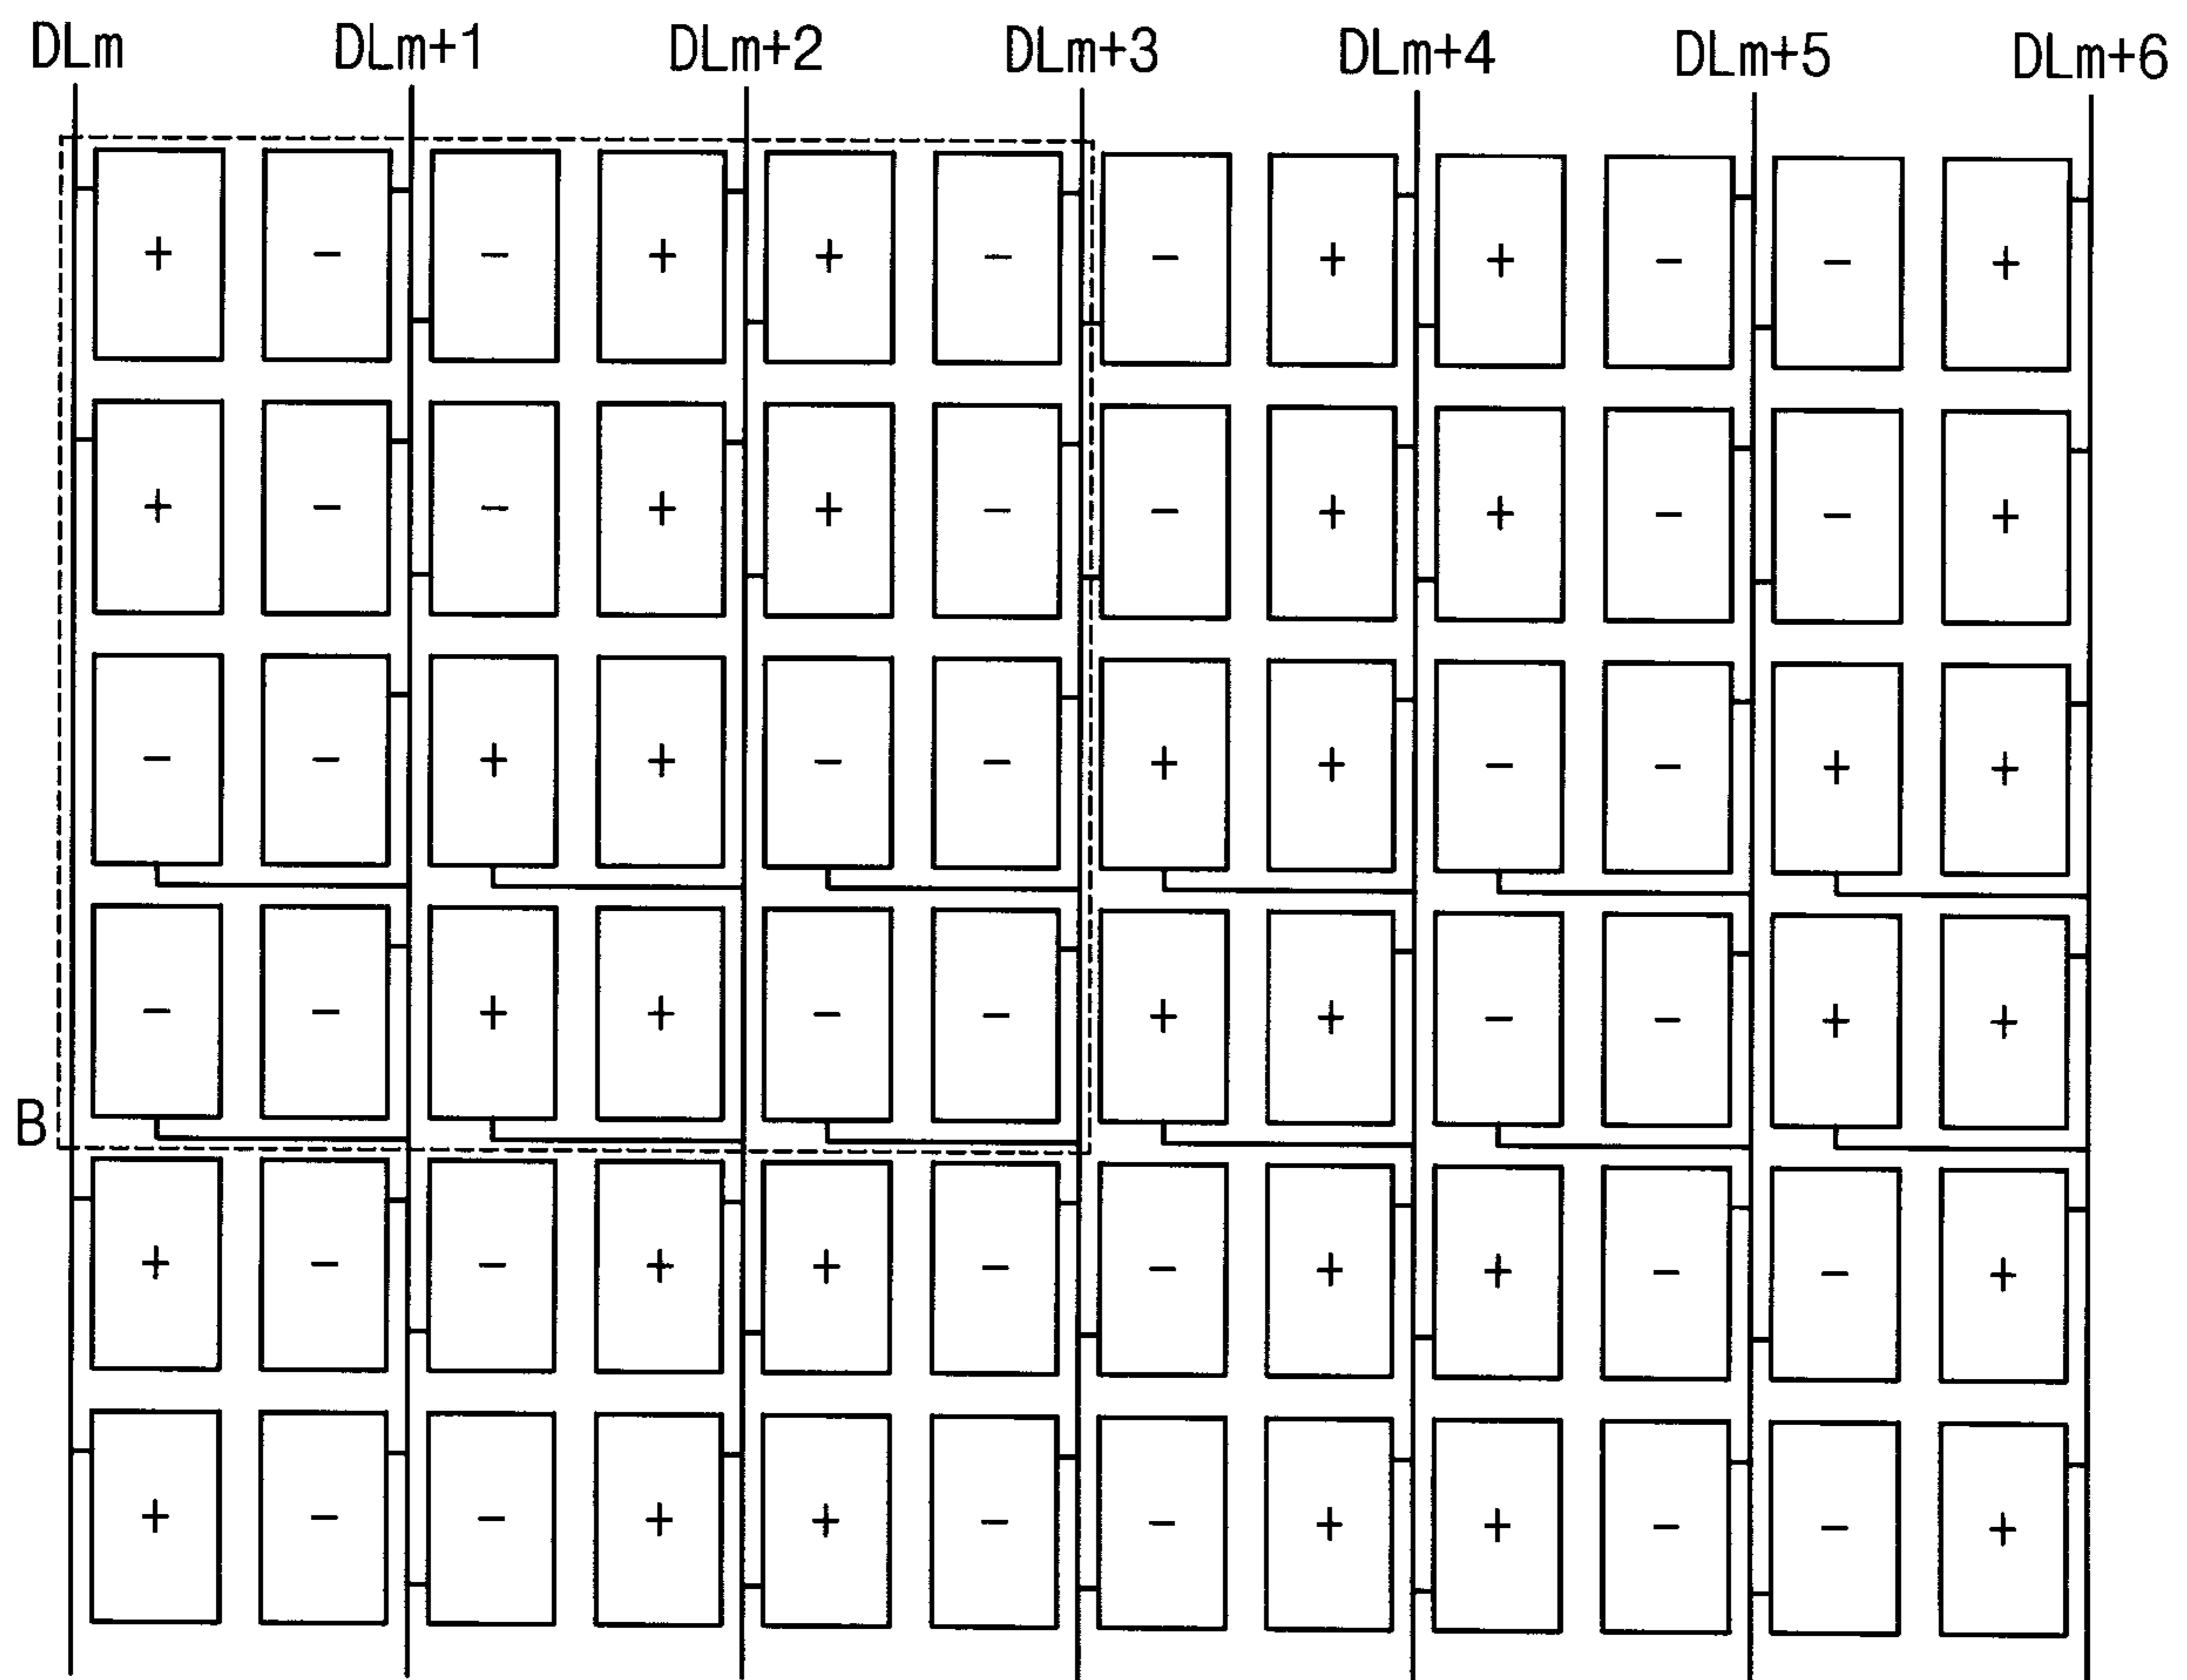 DLm DLm+1 DLm+2 DLm+3 DLm+4 DLm+5 DLm+6
+ − − + + − − + + − − +
+ − − + + − − + + − − +
− − + + − − + + − − + +
− − + + − − + + − − + +
B
+ − − + + − − + + − − +
+ − − + + − − + + − − +